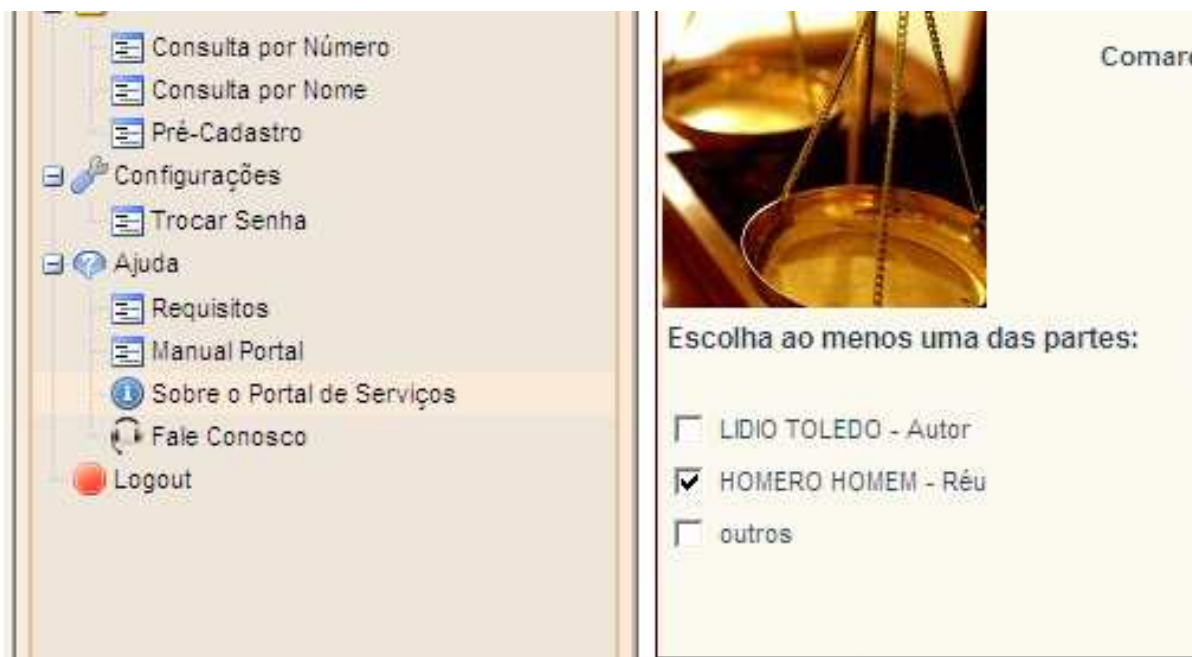 Consulta por Número
Consulta por Nome
Pré-Cadastro
Configurações
Trocar Senha
Ajuda
Requisitos
Manual Portal
Sobre o Portal de Serviços
Fale Conosco
Logout
Escolha ao menos uma das partes:
LIDIO TOLEDO - Autor
HOMERO HOMEM - Réu
outros